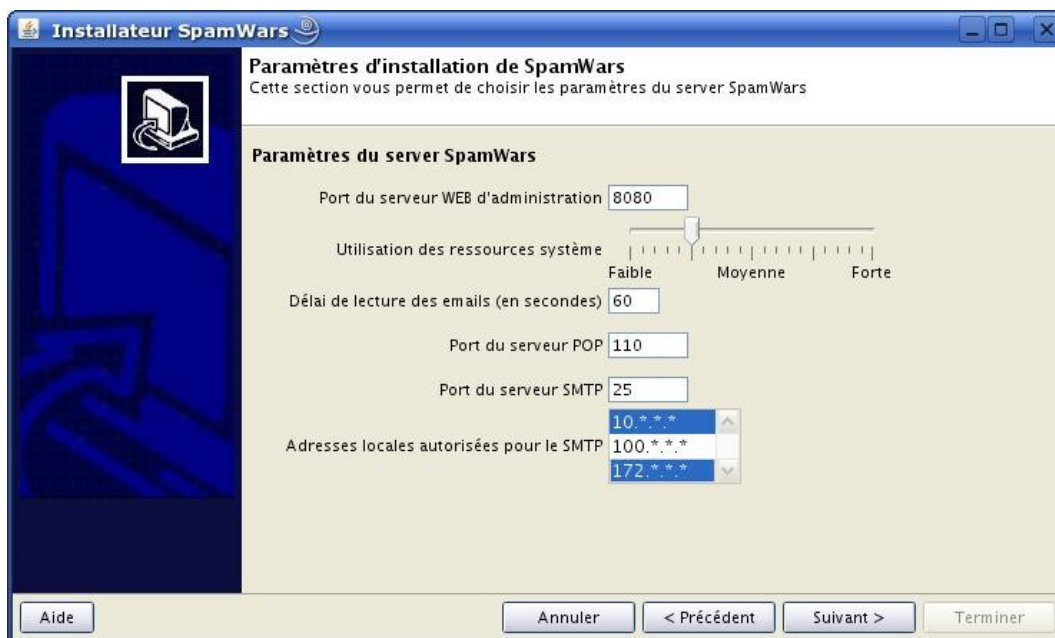 Installateur SpamWars
Paramètres d'installation de SpamWars
Cette section vous permet de choisir les paramètres du server SpamWars
Paramètres du server SpamWars
Port du serveur WEB d'administration 8080
Utilisation des ressources système
Faible Moyenne Forte
Délai de lecture des emails (en secondes) 60
Port du serveur POP 110
Port du serveur SMTP 25
Adresses locales autorisées pour le SMTP
10.*.*.*
100.*.*.*
172.*.*.*
Aide Annuler < Précédent Suivant > Terminer